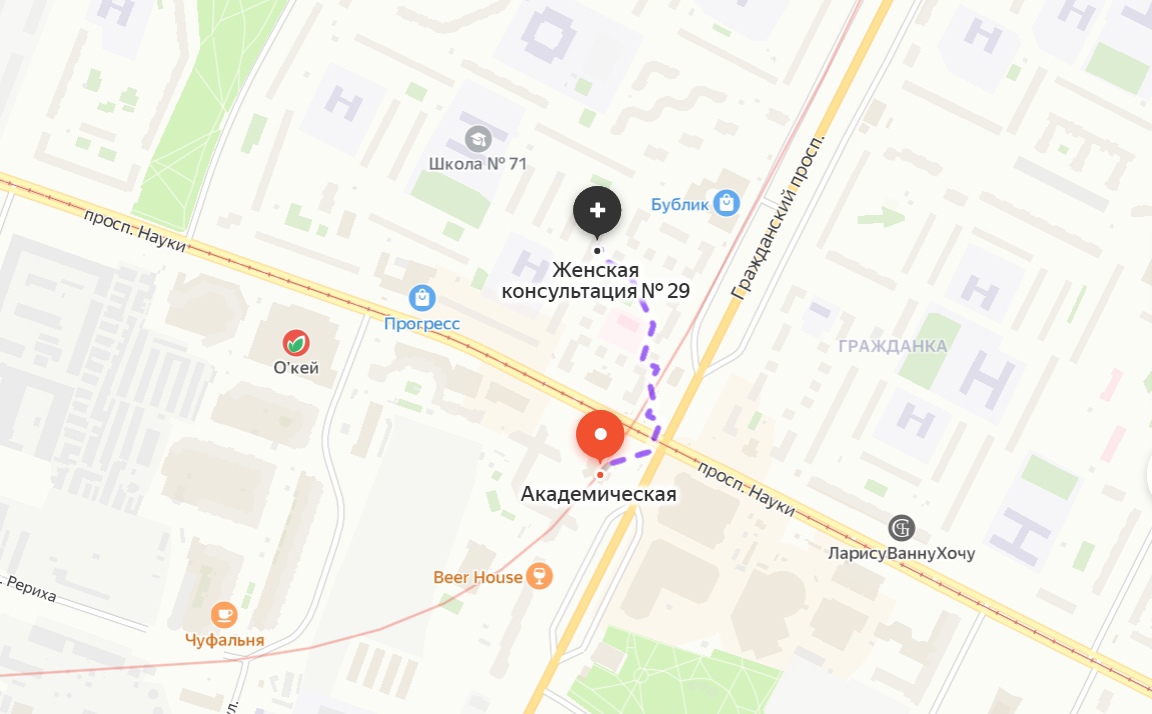 Школа № 71
Бублик
Гражданский просп.
просп. Науки
Женская
консультация № 29
Прогресс
О'кей
ГРАЖДАНКА
Академическая
просп. Науки
ЛарисуВаннуХочу
Beer House
. Рериха
Чуфальня
ул.